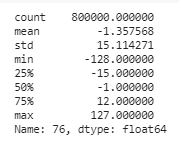 count    800000.000000
mean         -1.357568
std          15.114271
min        -128.000000
25%         -15.000000
50%          -1.000000
75%          12.000000
max         127.000000
Name: 76, dtype: float64